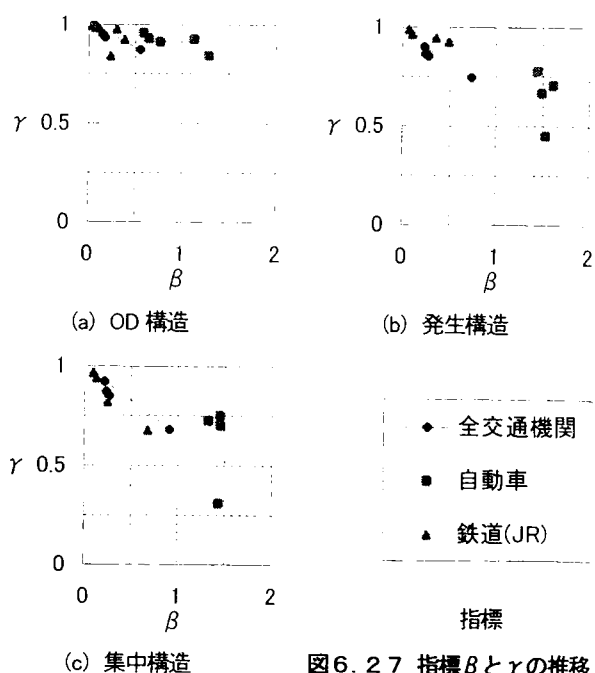 1
γ 0.5
0
0 1 2
β
(a) OD 構造
1
γ 0.5
0
0 1 2
β
(b) 発生構造
1
γ 0.5
0
0 1 2
β
(c) 集中構造
全交通機関
自動車
鉄道(JR)
指標
図6.27 指標βとγの推移